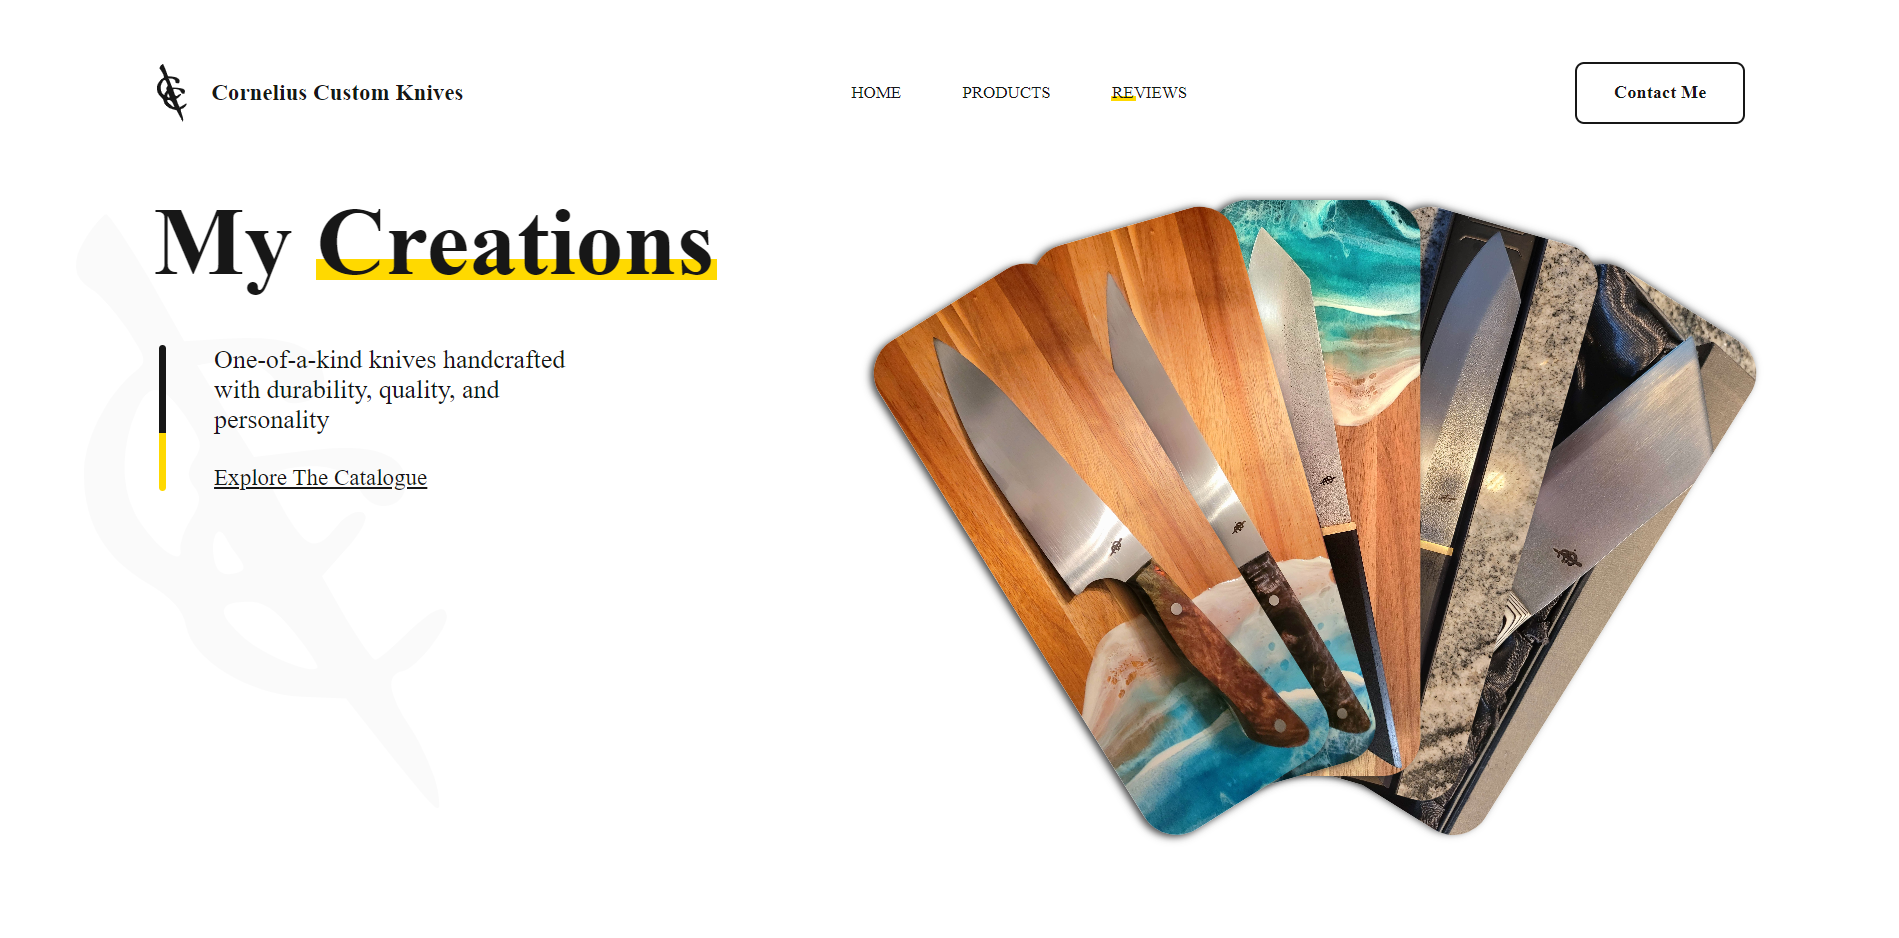 Cornelius Custom Knives
HOME
PRODUCTS
REVIEWS
Contact Me
My Creations
One-of-a-kind knives handcrafted
with durability, quality, and
personality
Explore The Catalogue